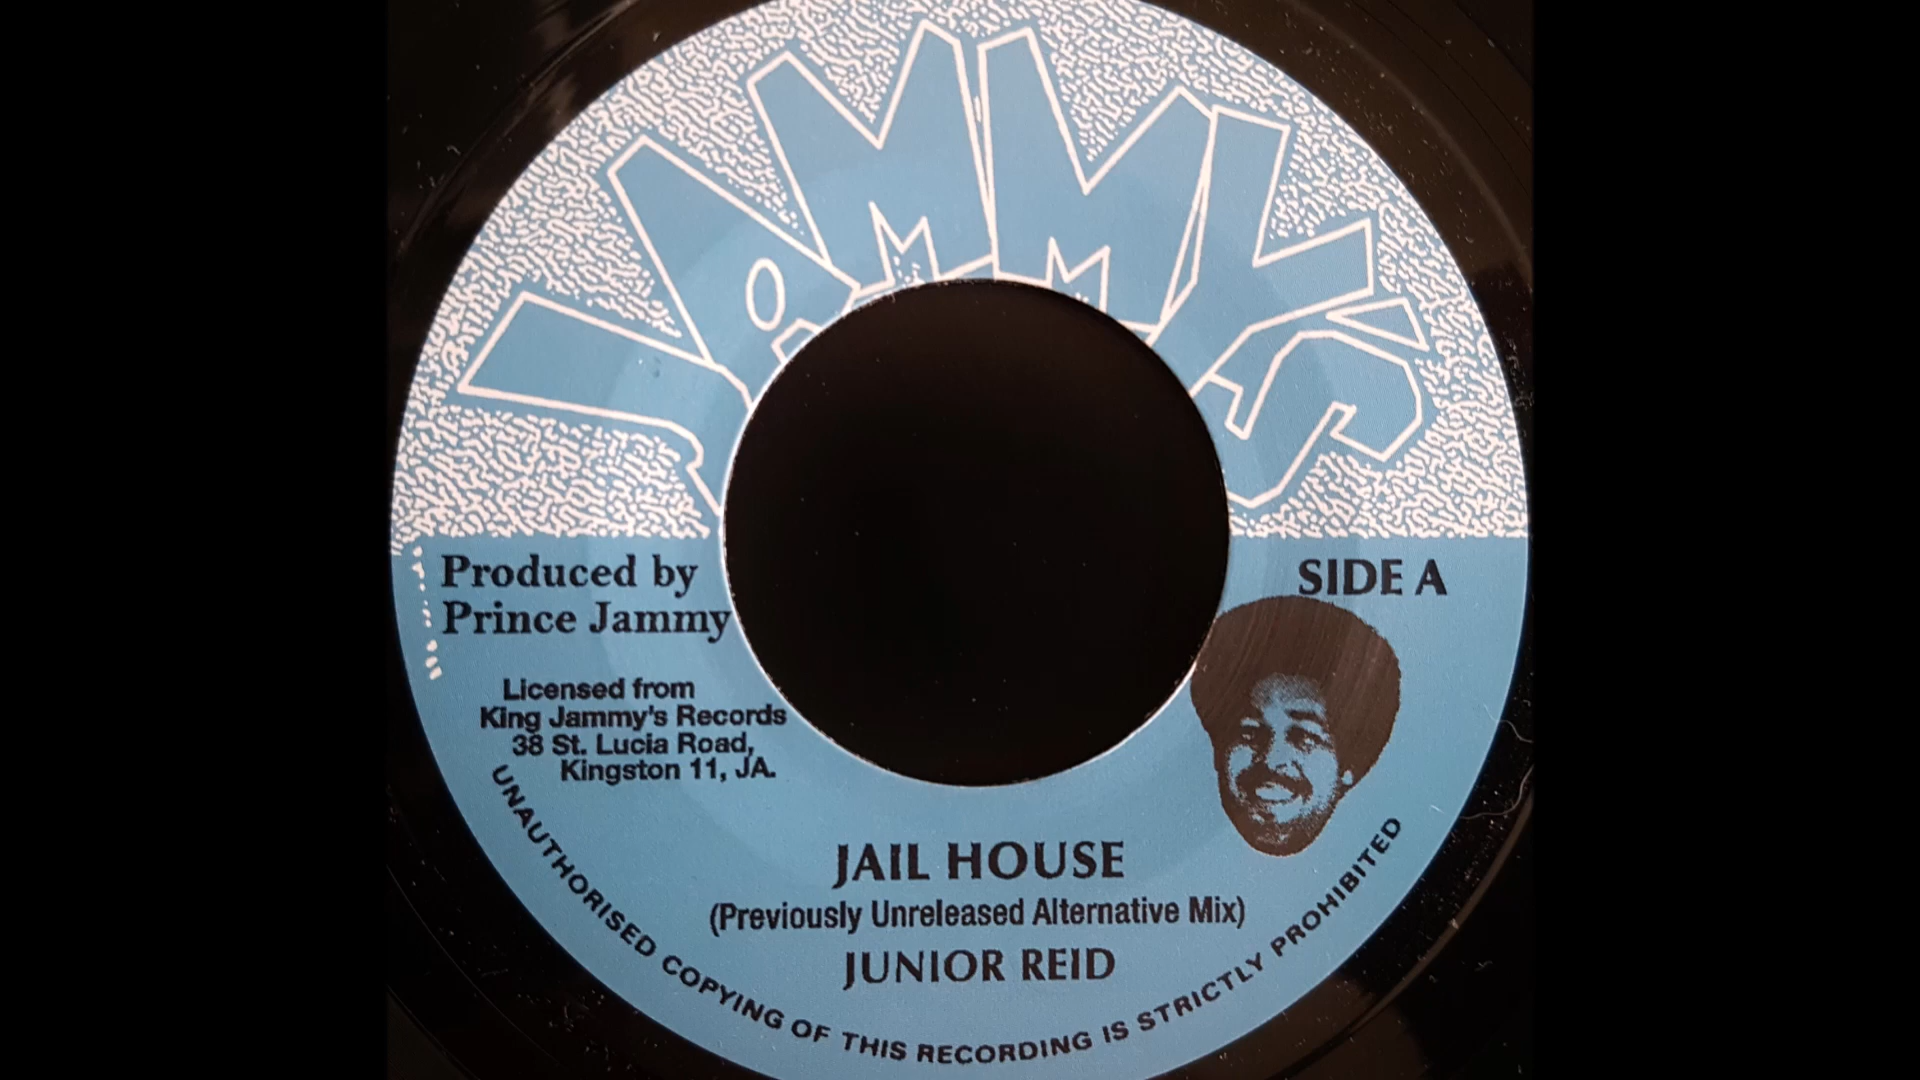 JAMMY'S
Produced by
Prince Jammy
SIDE A
Licensed from
King Jammy's Records
38 St. Lucia Road,
Kingston 11, JA.
JAIL HOUSE
(Previously Unreleased Alternative Mix)
JUNIOR REID
UNAUTHORISED COPYING OF THIS RECORDING IS STRICTLY PROHIBITED